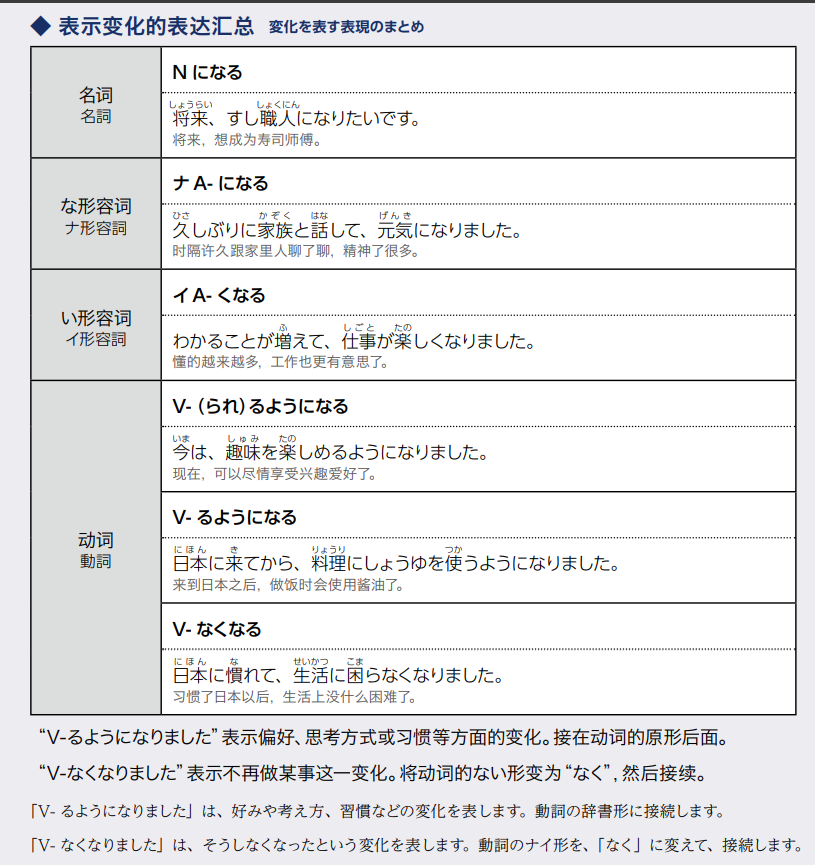 ◆ 表示变化的表达汇总 変化を表す表現のまとめ
名词
名詞
N になる
しょうらい しょくにん
将来、すし職人になりたいです。
将来，想成为寿司师傅。
な形容词
ナ形容詞
ナ A- になる
ひさ かぞく はな げんき
久しぶりに家族と話して、元気になりました。
时隔许久跟家里人聊了聊，精神了很多。
い形容词
イ形容詞
イ A- くなる
ふ しごと たの
わかることが増えて、仕事が楽しくなりました。
懂的越来越多，工作也更有意思了。
动词
動詞
V- （られ）るようになる
いま しゅみ たの
今は、趣味を楽しめるようになりました。
现在，可以尽情享受兴趣爱好了。
V- るようになる
にほん き りょうり つか
日本に来てから、料理にしょうゆを使うようになりました。
来到日本之后，做饭时会使用酱油了。
V- なくなる
にほん な せいかつ こま
日本に慣れて、生活に困らなくなりました。
习惯了日本以后，生活上没什么困难了。
“V-るようになりました”表示偏好、思考方式或习惯等方面的变化。接在动词的原形后面。
“V-なくなりました”表示不再做某事这一变化。将动词的ない形变为“なく”，然后接续。
「V- るようになりました」は、好みや考え方、習慣などの変化を表します。動詞の辞書形に接続します。
「V- なくなりました」は、そうしなくなったという変化を表します。動詞のナイ形を、「なく」に変えて、接続します。